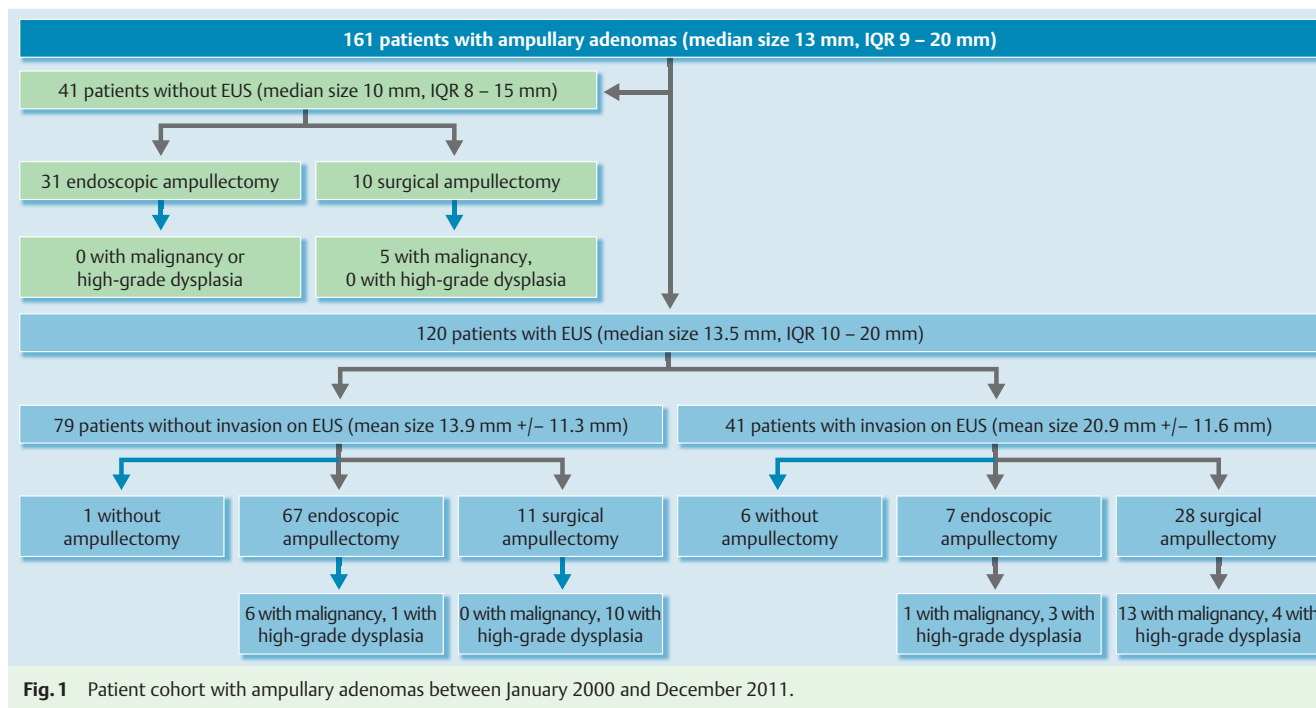 161 patients with ampullary adenomas (median size 13 mm, IQR 9 – 20 mm)
41 patients without EUS (median size 10 mm, IQR 8 – 15 mm)
31 endoscopic ampullectomy
10 surgical ampullectomy
0 with malignancy or
high-grade dysplasia
5 with malignancy,
0 with high-grade dysplasia
120 patients with EUS (median size 13.5 mm, IQR 10 – 20 mm)
79 patients without invasion on EUS (mean size 13.9 mm +/– 11.3 mm)
41 patients with invasion on EUS (mean size 20.9 mm +/– 11.6 mm)
1 without
ampullectomy
67 endoscopic
ampullectomy
11 surgical
ampullectomy
6 without
ampullectomy
7 endoscopic
ampullectomy
28 surgical
ampullectomy
6 with malignancy, 1 with
high-grade dysplasia
0 with malignancy, 10 with
high-grade dysplasia
1 with malignancy, 3 with
high-grade dysplasia
13 with malignancy, 4 with
high-grade dysplasia
Fig. 1 Patient cohort with ampullary adenomas between January 2000 and December 2011.